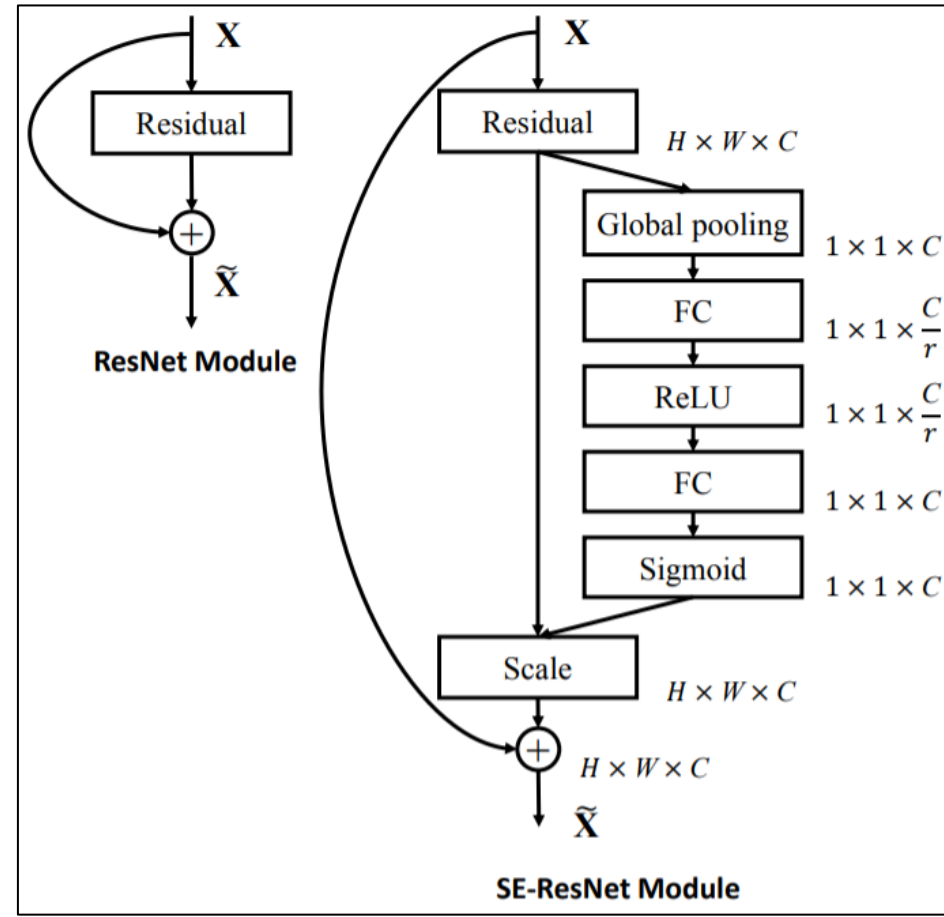 X
Residual
+
X̃
ResNet Module
X
Residual
H × W × C
Global pooling
1 × 1 × C
FC
1 × 1 × C/r
ReLU
1 × 1 × C/r
FC
1 × 1 × C
Sigmoid
1 × 1 × C
Scale
H × W × C
+
H × W × C
X̃
SE-ResNet Module